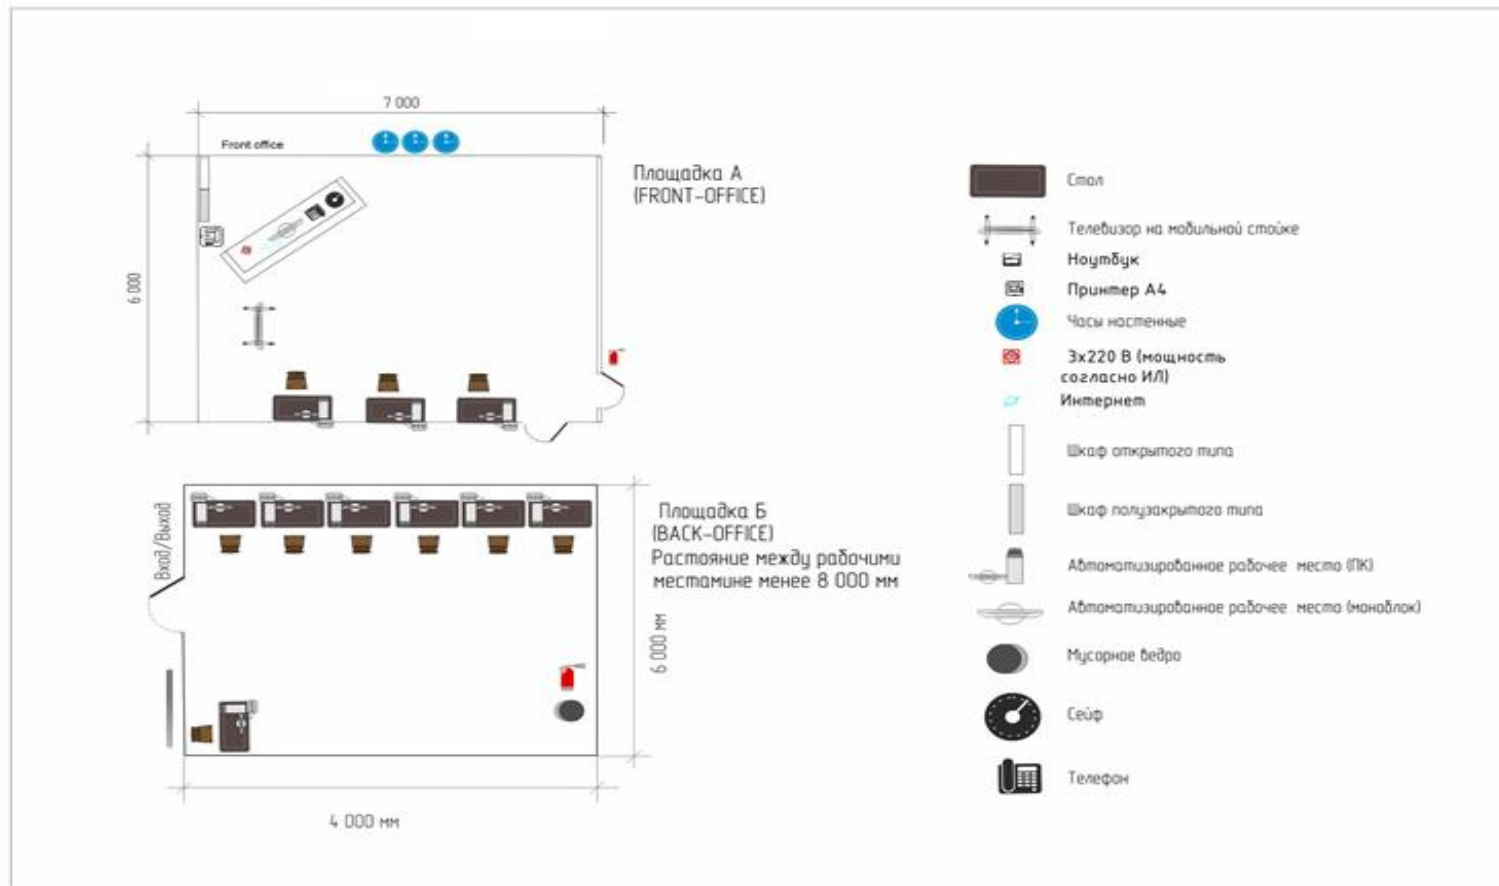 7 000
Front office
6 000
Площадка А
(FRONT-OFFICE)
Вход/Выход
Площадка Б
(BACK-OFFICE)
Растояние между рабочими
местамине менее 8 000 мм
6 000 мм
4 000 мм
Стол
Телевизор на мобильной стойке
Ноутбук
Принтер А4
Часы настенные
3х220 В (мощность
согласно ИЛ)
Интернет
Шкаф открытого типа
Шкаф полузакрытого типа
Автоматизированное рабочее место (ПК)
Автоматизированное рабочее место (моноблок)
Мусорное ведро
Сейф
Телефон